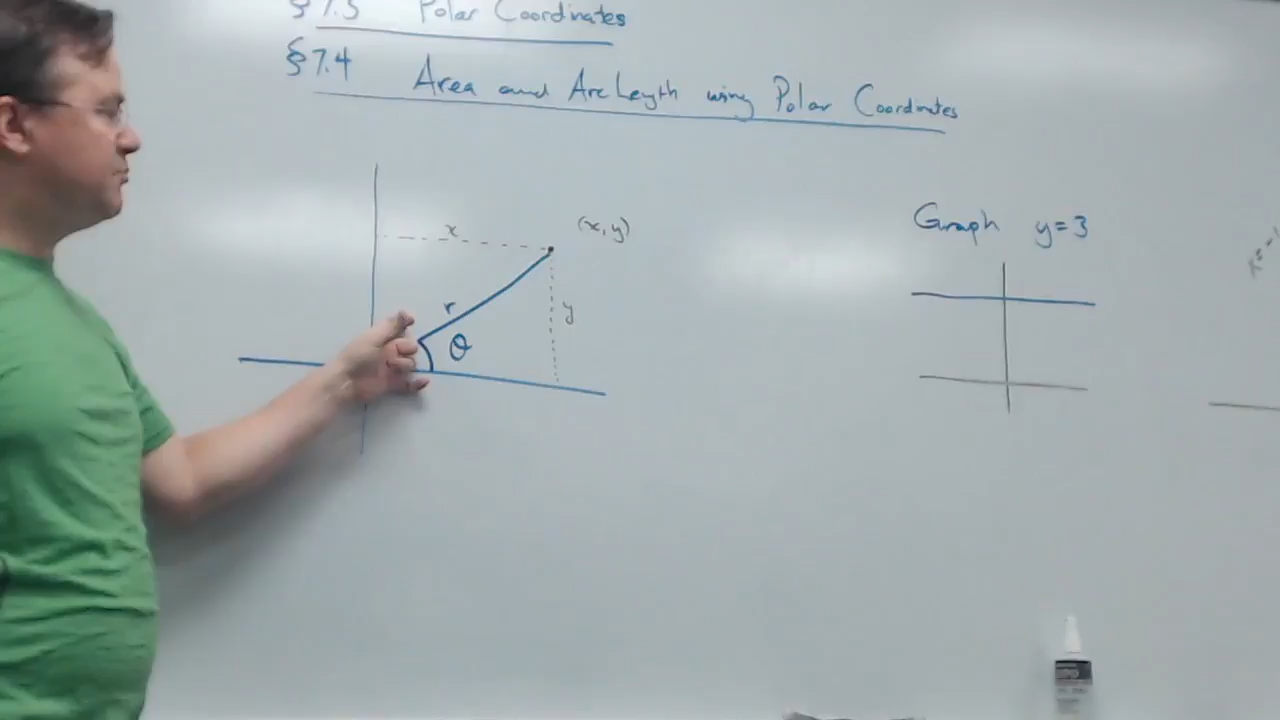 §7.3 Polar Coordinates
§7.4 Area and Arc Length using Polar Coordinates
x
(x,y)
r
y
θ
Graph y=3